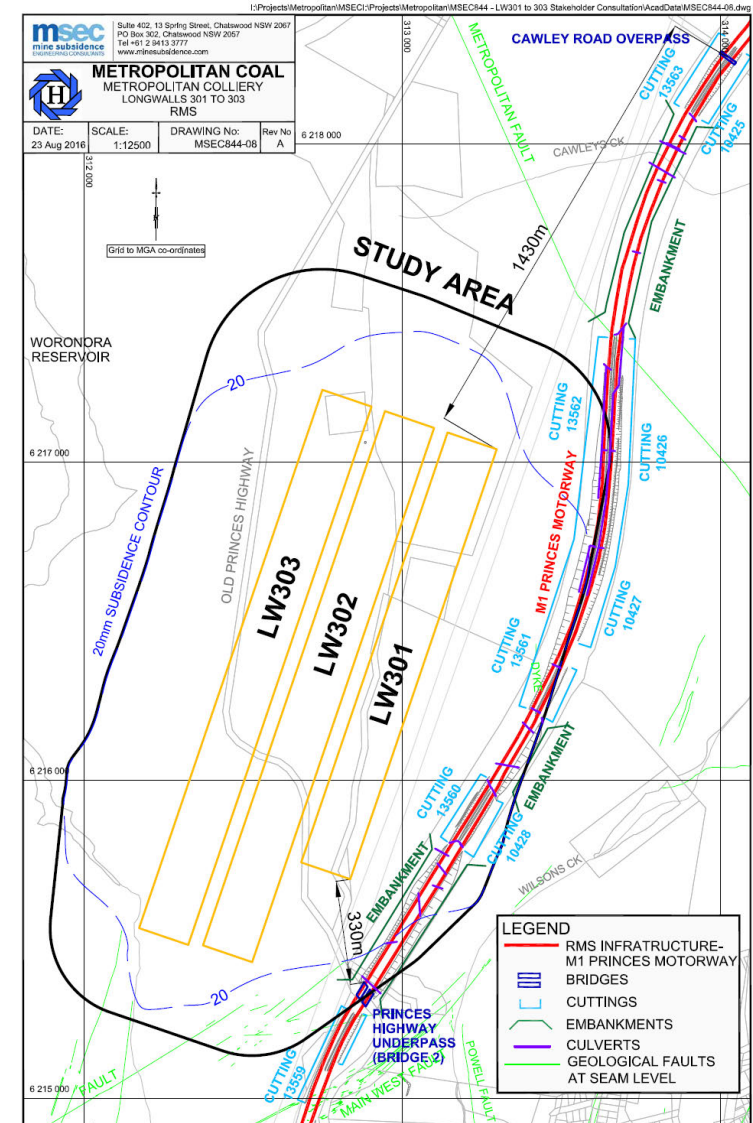 I:\Projects\Metropolitan\MSECI:\Projects\Metropolitan\MSEC844 - LW301 to 303 Stakeholder Consultation\AcadData\MSEC844-08.dwg
msec
mine subsidence
ENGINEERING CONSULTANTS
Suite 402, 13 Spring Street, Chatswood NSW 2067
PO Box 302, Chatswood NSW 2057
Tel +61 2 9413 3777
www.minesubsidence.com
H
METROPOLITAN COAL
METROPOLITAN COLLIERY
LONGWALLS 301 TO 303
RMS
DATE:
23 Aug 2016
SCALE:
1:12500
DRAWING No:
MSEC844-08
Rev No
A
312 000
313 000
314 000
6 218 000
6 217 000
6 216 000
6 215 000
Grid to MGA co-ordinates
CAWLEY ROAD OVERPASS
METROPOLITAN FAULT
CUTTING
13563
CUTTING
10425
CAWLEYS CK
1430m
EMBANKMENT
STUDY AREA
WORONORA
RESERVOIR
20
CUTTING
13562
CUTTING
10426
20mm SUBSIDENCE CONTOUR
OLD PRINCES HIGHWAY
M1 PRINCES MOTORWAY
LW303
LW302
LW301
CUTTING
10427
CUTTING
13561
DYKE
EMBANKMENT
CUTTING
13560
CUTTING
10428
WILSONS CK
EMBANKMENT
330m
20
PRINCES
HIGHWAY
UNDERPASS
(BRIDGE 2)
CUTTING
13559
FAULT
MAIN WEST FAULT
POWELL FAULT
LEGEND
RMS INFRATRUCTURE-
M1 PRINCES MOTORWAY
BRIDGES
CUTTINGS
EMBANKMENTS
CULVERTS
GEOLOGICAL FAULTS
AT SEAM LEVEL